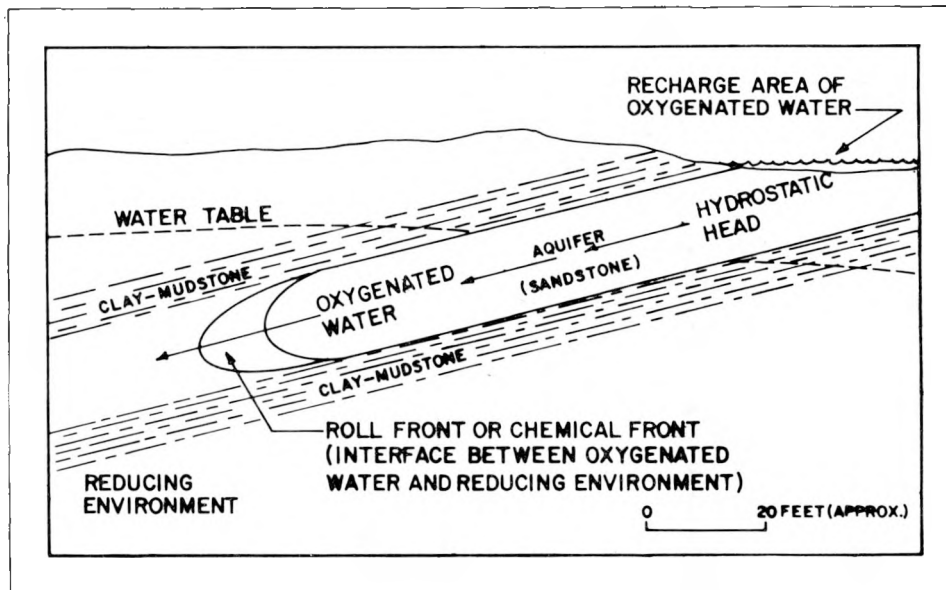 RECHARGE AREA OF
OXYGENATED WATER
WATER TABLE
HYDROSTATIC
HEAD
AQUIFER
(SANDSTONE)
CLAY-MUDSTONE
OXYGENATED
WATER
CLAY-MUDSTONE
ROLL FRONT OR CHEMICAL FRONT
(INTERFACE BETWEEN OXYGENATED
WATER AND REDUCING ENVIRONMENT)
REDUCING
ENVIRONMENT
0 20 FEET (APPROX.)